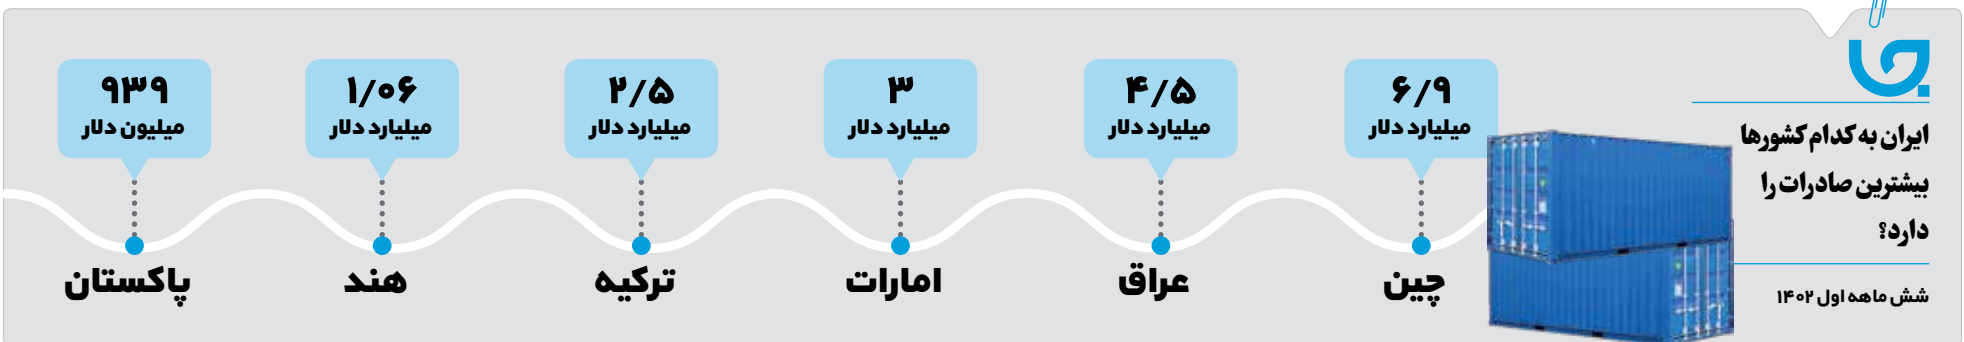 ایران به کدام کشورها
بیشترین صادرات را
دارد؟
شش ماهه اول ۱۴۰۲
۶/۹
میلیارد دلار
چین
۴/۵
میلیارد دلار
عراق
۳
میلیارد دلار
امارات
۲/۵
میلیارد دلار
ترکیه
۱/۰۶
میلیارد دلار
هند
۹۳۹
میلیون دلار
پاکستان